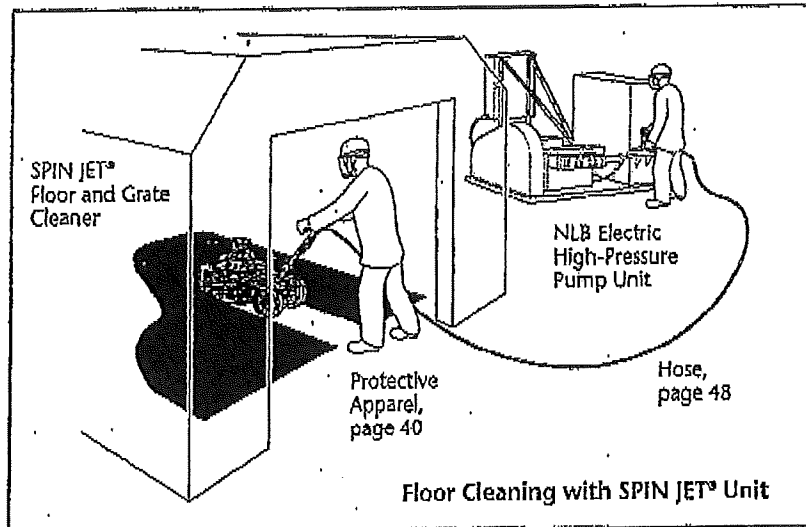 SPIN JET®
Floor and Grate
Cleaner
NLB Electric
High-Pressure
Pump Unit
Protective
Apparel,
page 40
Hose,
page 48
Floor Cleaning with SPIN JET® Unit